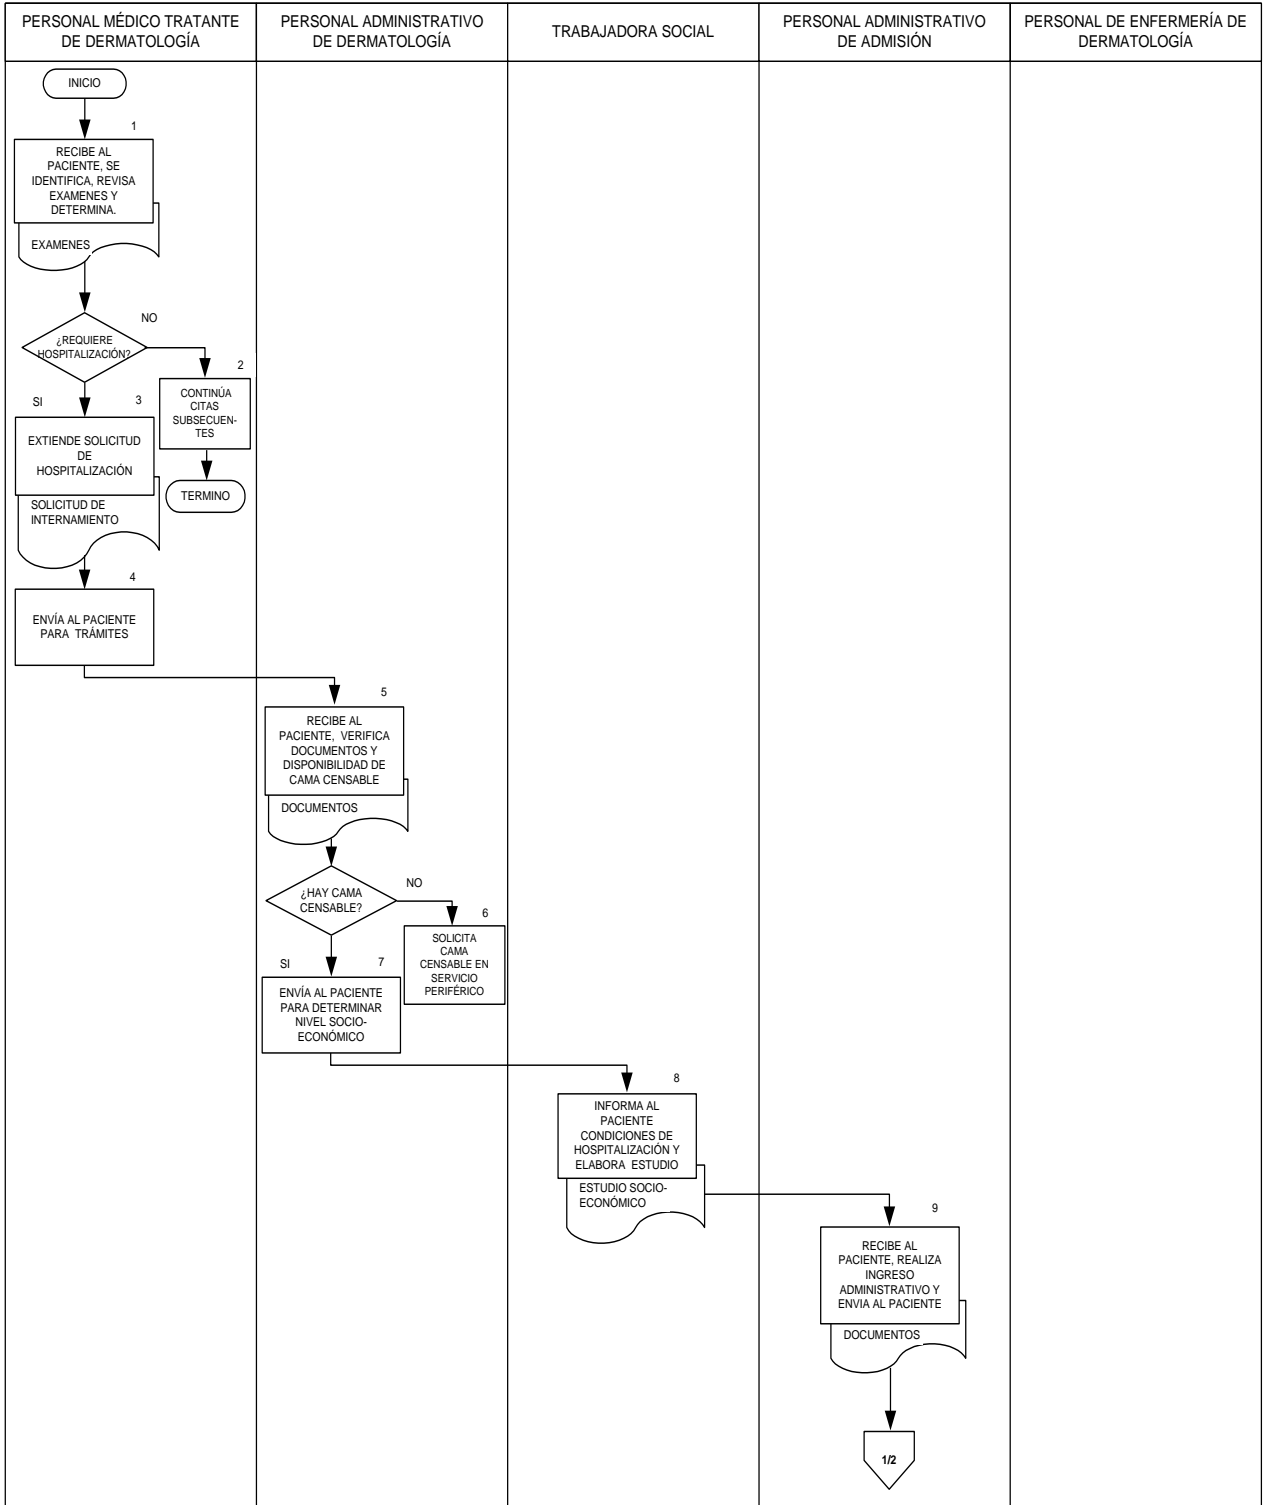 PERSONAL MÉDICO TRATANTE
DE DERMATOLOGÍA
PERSONAL ADMINISTRATIVO
DE DERMATOLOGÍA
TRABAJADORA SOCIAL
PERSONAL ADMINISTRATIVO
DE ADMISIÓN
PERSONAL DE ENFERMERÍA DE
DERMATOLOGÍA
INICIO
1
RECIBE AL
PACIENTE, SE
IDENTIFICA, REVISA
EXAMENES Y
DETERMINA.
EXAMENES
¿REQUIERE
HOSPITALIZACIÓN?
NO
2
CONTINÚA
CITAS
SUBSECUEN-
TES
TERMINO
SI
3
EXTIENDE SOLICITUD
DE
HOSPITALIZACIÓN
SOLICITUD DE
INTERNAMIENTO
4
ENVÍA AL PACIENTE
PARA TRÁMITES
5
RECIBE AL
PACIENTE, VERIFICA
DOCUMENTOS Y
DISPONIBILIDAD DE
CAMA CENSABLE
DOCUMENTOS
¿HAY CAMA
CENSABLE?
NO
6
SOLICITA
CAMA
CENSABLE EN
SERVICIO
PERIFÉRICO
SI
7
ENVÍA AL PACIENTE
PARA DETERMINAR
NIVEL SOCIO-
ECONÓMICO
8
INFORMA AL
PACIENTE
CONDICIONES DE
HOSPITALIZACIÓN Y
ELABORA ESTUDIO
ESTUDIO SOCIO-
ECONÓMICO
9
RECIBE AL
PACIENTE, REALIZA
INGRESO
ADMINISTRATIVO Y
ENVIA AL PACIENTE
DOCUMENTOS
1/2